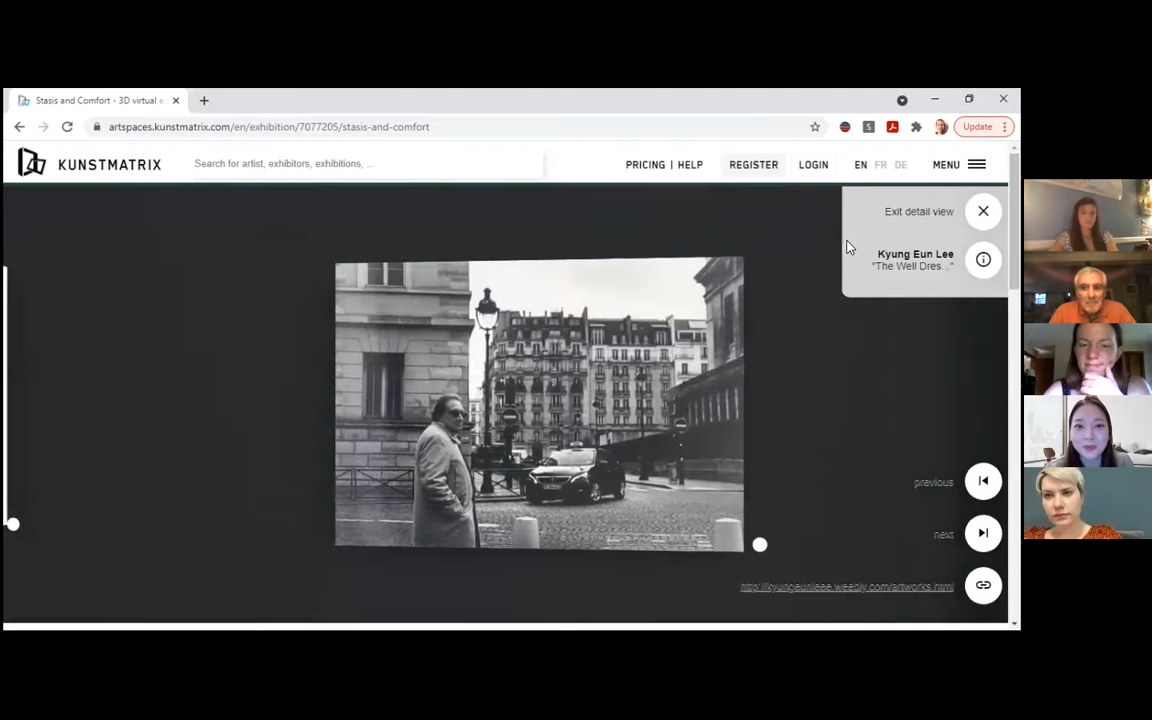 Stasis and Comfort - 3D virtual e
artspaces.kunstmatrix.com/en/exhibition/7077205/stasis-and-comfort
Update
KUNSTMATRIX
Search for artist, exhibitors, exhibitions, ...
PRICING | HELP
REGISTER
LOGIN
EN FR DE
MENU
Exit detail view
Kyung Eun Lee
"The Well Dres..."
previous
next
http://kyungeunleee.weebly.com/artworks.html